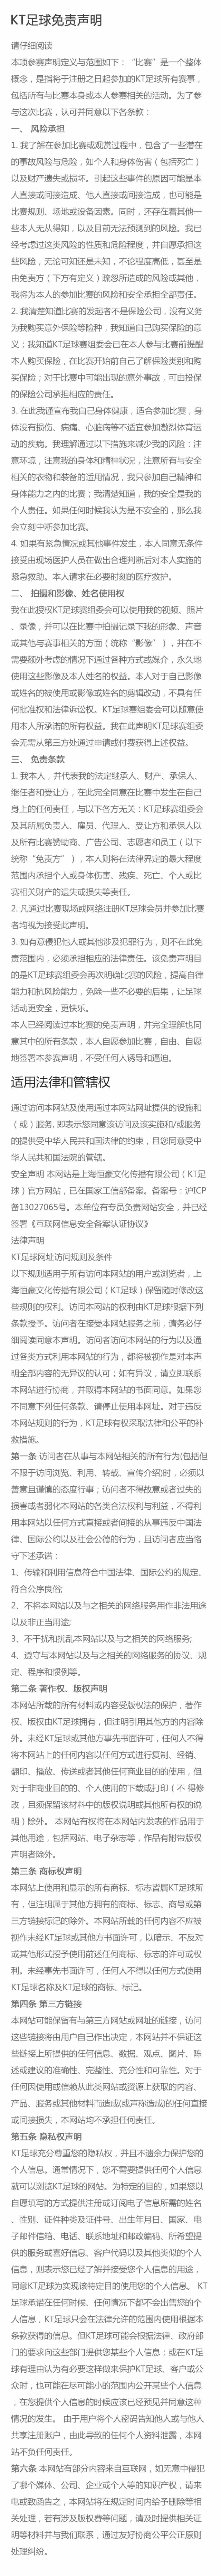 KT足球免责声明
请仔细阅读
本项参赛声明定义与范围如下：“比赛”是一个整体
概念，是指将于注册之日起参加的KT足球所有赛事，
包括所有与比赛本身或本人参赛相关的活动。为了参
与这次比赛，认可并同意以下各条款：
一、 风险承担
1. 我了解在参加比赛或观赏过程中，包含了一些潜在
的事故风险与危险，如个人和身体伤害（包括死亡）
以及财产遗失或损坏。引起这些事件的原因可能是本
人直接或间接造成、他人直接或间接造成，也可能是
比赛规则、场地或设备因素。同时，还存在着其他一
些本人无从得知，以及目前无法预测到的风险。我已
经考虑过这类风险的性质和危险程度，并自愿承担这
些风险，无论可知还是未知，不论程度高低，甚至是
由免责方（下方有定义）疏忽所造成的风险或其他，
我将为本人的参加比赛的风险和安全承担全部责任。
2. 我清楚知道比赛的发起者不是保险公司，没有义务
为我购买意外保险等险种，我知道自己购买保险的意
义；我知道KT足球赛组委会已在本人参与比赛前提醒
本人购买保险，在比赛开始前自己了解保险类别和购
买保险；对于比赛中可能出现的意外事故，可由投保
的保险公司承担相应的责任。
3. 在此我谨宣布我自己身体健康，适合参加比赛，身
体没有损伤、病痛、心脏病等不适宜参加激烈体育运
动的疾病。我理解通过以下措施来减少我的风险：注
意环境，注意我的身体和精神状况，注意所有与安全
相关的衣物和装备的适用情况，我只参加自己精神和
身体能力之内的比赛；我清楚知道，我的安全是我的
个人责任。如果任何时候我认为是不安全的，那么我
会立刻中断参加比赛。
4. 如果有紧急情况或其他事件发生，本人同意无条件
接受由现场医护人员在做出合理判断后对本人实施的
紧急救助。本人请求在必要时刻的医疗救护。
二、 拍摄和影像、姓名使用权
我在此授权KT足球赛组委会可以使用我的视频、照片
、录像，并可以在比赛中拍摄记录下我的形象、声音
或其他与赛事相关的方面（统称“影像”），并在不
需要额外考虑的情况下通过各种方式或媒介，永久地
使用这些影像及本人姓名的权益。本人对于自己影像
或姓名的被使用或影像或姓名的剪辑改动，不具有任
何批准权和法律诉讼权。KT足球赛组委会可以随意使
用本人所承诺的所有权益。我在此声明KT足球赛组委
会无需从第三方处通过申请或付费获得上述权益。
三、 免责条款
1. 我本人，并代表我的法定继承人、财产、承保人、
继任者和受让方，在此完全同意在比赛中发生在自己
身上的任何责任，与以下各方无关：KT足球赛组委会
及其所属负责人、雇员、代理人、受让方和承保人以
及所有比赛赞助商、广告公司、志愿者和员工（以下
统称“免责方”），本人则将在法律界定的最大程度
范围内承担个人或身体伤害、残疾、死亡、个人或比
赛相关财产的遗失或损失等责任。
2. 凡通过比赛现场或网络注册KT足球会员并参加比赛
者均视为接受此声明。
3. 如有意侵犯他人或其他涉及犯罪行为，则不在此免
责范围内，必须承担相应的法律责任。该免责声明目
的是KT足球赛组委会再次明确比赛的风险，提高自律
能力和抗风险能力，免除一些不必要的后果，让足球
活动更安全，更快乐。
本人已经阅读过本比赛的免责声明，并完全理解也同
意其中的所有条款，本人自愿参加比赛，自由、自愿
地签署本参赛声明，不受任何人诱导和逼迫。
适用法律和管辖权
通过访问本网站及使用通过本网站网址提供的设施和
（或）服务, 即表示您同意该访问及该实施和/或服务
的提供受中华人民共和国法律的约束，且您同意受中
华人民共和国法院的管辖。
安全声明 本网站是上海恒豪文化传播有限公司（KT足
球）官方网站，已在国家工信部备案。备案号：沪ICP
备13027065号。本单位有专员负责网站安全，并已经
签署《互联网信息安全备案认证协议》
法律声明
KT足球网址访问规则及条件
以下规则适用于所有访问本网站的用户或浏览者，上
海恒豪文化传播有限公司（KT足球）保留随时修改这
些规则的权利。访问本网站的权利由KT足球根据下列
条款授予。访问者在接受本网站服务之前，请务必仔
细阅读同意本声明。访问者访问本网站的行为以及通
过各类方式利用本网站的行为，都将被视作是对本声
明全部内容的无异议的认可；如有异议，请立即联系
本网站进行协商，并取得本网站的书面同意。如果您
不同意下列任何条款、请停止使用本网址。对于违反
本网站规则的行为，KT足球有权采取法律和公平的补
救措施。
第一条 访问者在从事与本网站相关的所有行为(包括但
不限于访问浏览、利用、转载、宣传介绍)时，必须以
善意且谨慎的态度行事；访问者不得故意或者过失的
损害或者弱化本网站的各类合法权利与利益，不得利
用本网站以任何方式直接或者间接的从事违反中国法
律、国际公约以及社会公德的行为，且访问者应当恪
守下述承诺：
1、传输和利用信息符合中国法律、国际公约的规定、
符合公序良俗;
2、不将本网站以及与之相关的网络服务用作非法用途
以及非正当用途;
3、不干扰和扰乱本网站以及与之相关的网络服务;
4、遵守与本网站以及与之相关的网络服务的协议、规
定、程序和惯例等。
第二条 著作权、版权声明
本网站所载的所有材料或内容受版权法的保护，著作
权、版权由KT足球拥有，但注明引用其他方的内容除
外。未经KT足球或其他方事先书面许可，任何人不得
将本网站上的任何内容以任何方式进行复制、经销、
翻印、播放、传送或者其他任何商业目的的使用，但
对于非商业目的的、个人使用的下载或打印（不得修
改，且须保留该材料中的版权说明或其他所有权的说
明）除外。 本网站有权将在本网站内发表的作品用于
其他用途，包括网站、电子杂志等，作品有附带版权
声明者除外。
第三条 商标权声明
本网站上使用和显示的所有商标、标志皆属KT足球所
有，但注明属于其他方拥有的商标、标志、商号或第
三方链接标记的除外。本网站所载的任何内容不应被
视作未经KT足球或其他方书面许可，以暗示、不反对
或其他形式授予使用前述任何商标、标志的许可或权
利。未经事先书面许可，任何人不得以任何方式使用
KT足球名称及KT足球的商标、标记。
第四条 第三方链接
本网站可能保留有与第三方网站或网址的链接，访问
这些链接将由用户自己作出决定，本网站并不保证这
些链接上所提供的任何信息、数据、观点、图片、陈
述或建议的准确性、完整性、充分性和可靠性。对于
任何因使用或信赖从此类网站或资源上获取的内容、
产品、服务或其他材料而造成(或声称造成)的任何直接
或间接损失，本网站均不承担任何责任。
第五条 隐私权声明
KT足球充分尊重您的隐私权，并且不遗余力保护您的
个人信息。通常情况下，您不需要提供任何个人信息
就可以浏览KT足球的网站。为特定的目的，如果您以
自愿填写的方式提供注册或订阅电子信息所需的姓名
、性别、证件种类及证件号、出生年月日、国家、电
子邮件信箱、电话、联系地址和邮政编码、所希望提
供的服务或喜好信息、客户代码以及其他类似的个人
信息，则表示您已经了解并接受您个人信息的用途，
同意KT足球为实现该特定目的使用您的个人信息。 KT
足球承诺在任何时候、任何情况下都不会出售您的个
人信息，KT足球只会在法律允许的范围内使用根据本
条款获得的信息。但KT足球可能会根据法律、政府部
门的要求向这些部门提供您某些个人信息；或在KT足
球有理由认为有必要这样做来保护KT足球、客户或公
众时，也可能在尽可能小的范围内公开某些个人信息
，在您提供个人信息的时候应该已经预见并同意这种
情况的发生。 由于用户将个人密码告知他人或与他人
共享注册账户，由此导致的任何个人资料泄露，本网
站不负任何责任。
第六条 本网站有部分内容来自互联网，如无意中侵犯
了哪个媒体、公司、企业或个人等的知识产权，请来
电或致函告之，本网站将在规定时间内给予删除等相
关处理，若有涉及版权费等问题，请及时提供相关证
明等材料并与我们联系，通过友好协商公平公正原则
处理纠纷。